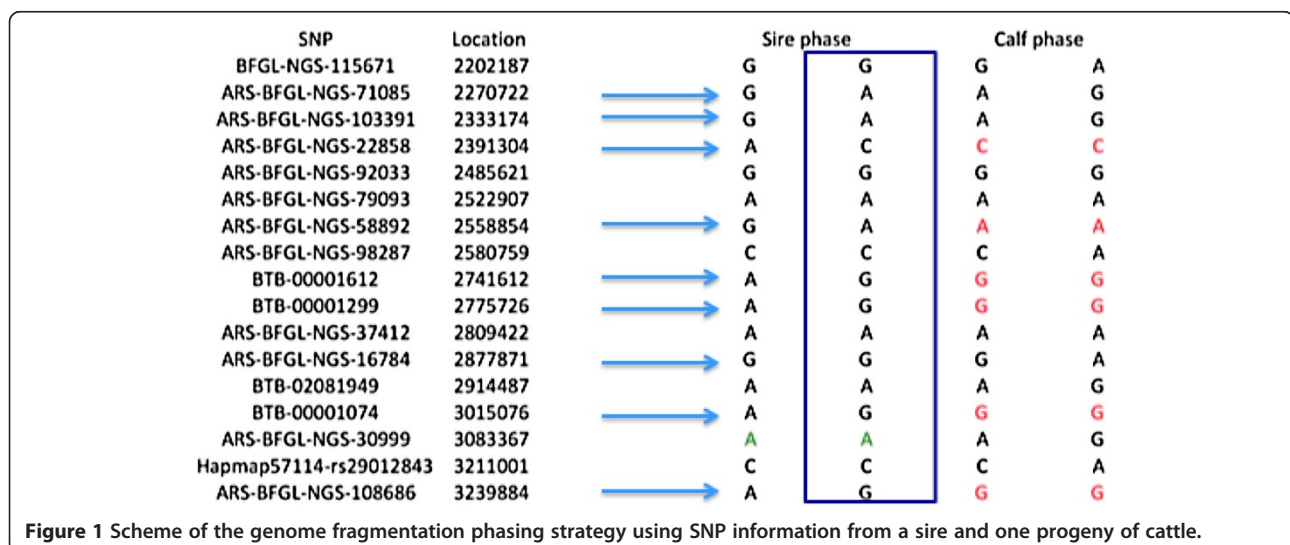 SNP Location Sire phase Calf phase
BFGL-NGS-115671 2202187 G G G A
ARS-BFGL-NGS-71085 2270722 G A A G
ARS-BFGL-NGS-103391 2333174 G A A G
ARS-BFGL-NGS-22858 2391304 A C C C
ARS-BFGL-NGS-92033 2485621 G G G G
ARS-BFGL-NGS-79093 2522907 A A A A
ARS-BFGL-NGS-58892 2558854 G A A A
ARS-BFGL-NGS-98287 2580759 C C C A
BTB-00001612 2741612 A G G G
BTB-00001299 2775726 A G G G
ARS-BFGL-NGS-37412 2809422 A A A A
ARS-BFGL-NGS-16784 2877871 G G G A
BTB-02081949 2914487 A A A G
BTB-00001074 3015076 A G G G
ARS-BFGL-NGS-30999 3083367 A A A G
Hapmap57114-rs29012843 3211001 C C C A
ARS-BFGL-NGS-108686 3239884 A G G G
Figure 1 Scheme of the genome fragmentation phasing strategy using SNP information from a sire and one progeny of cattle.